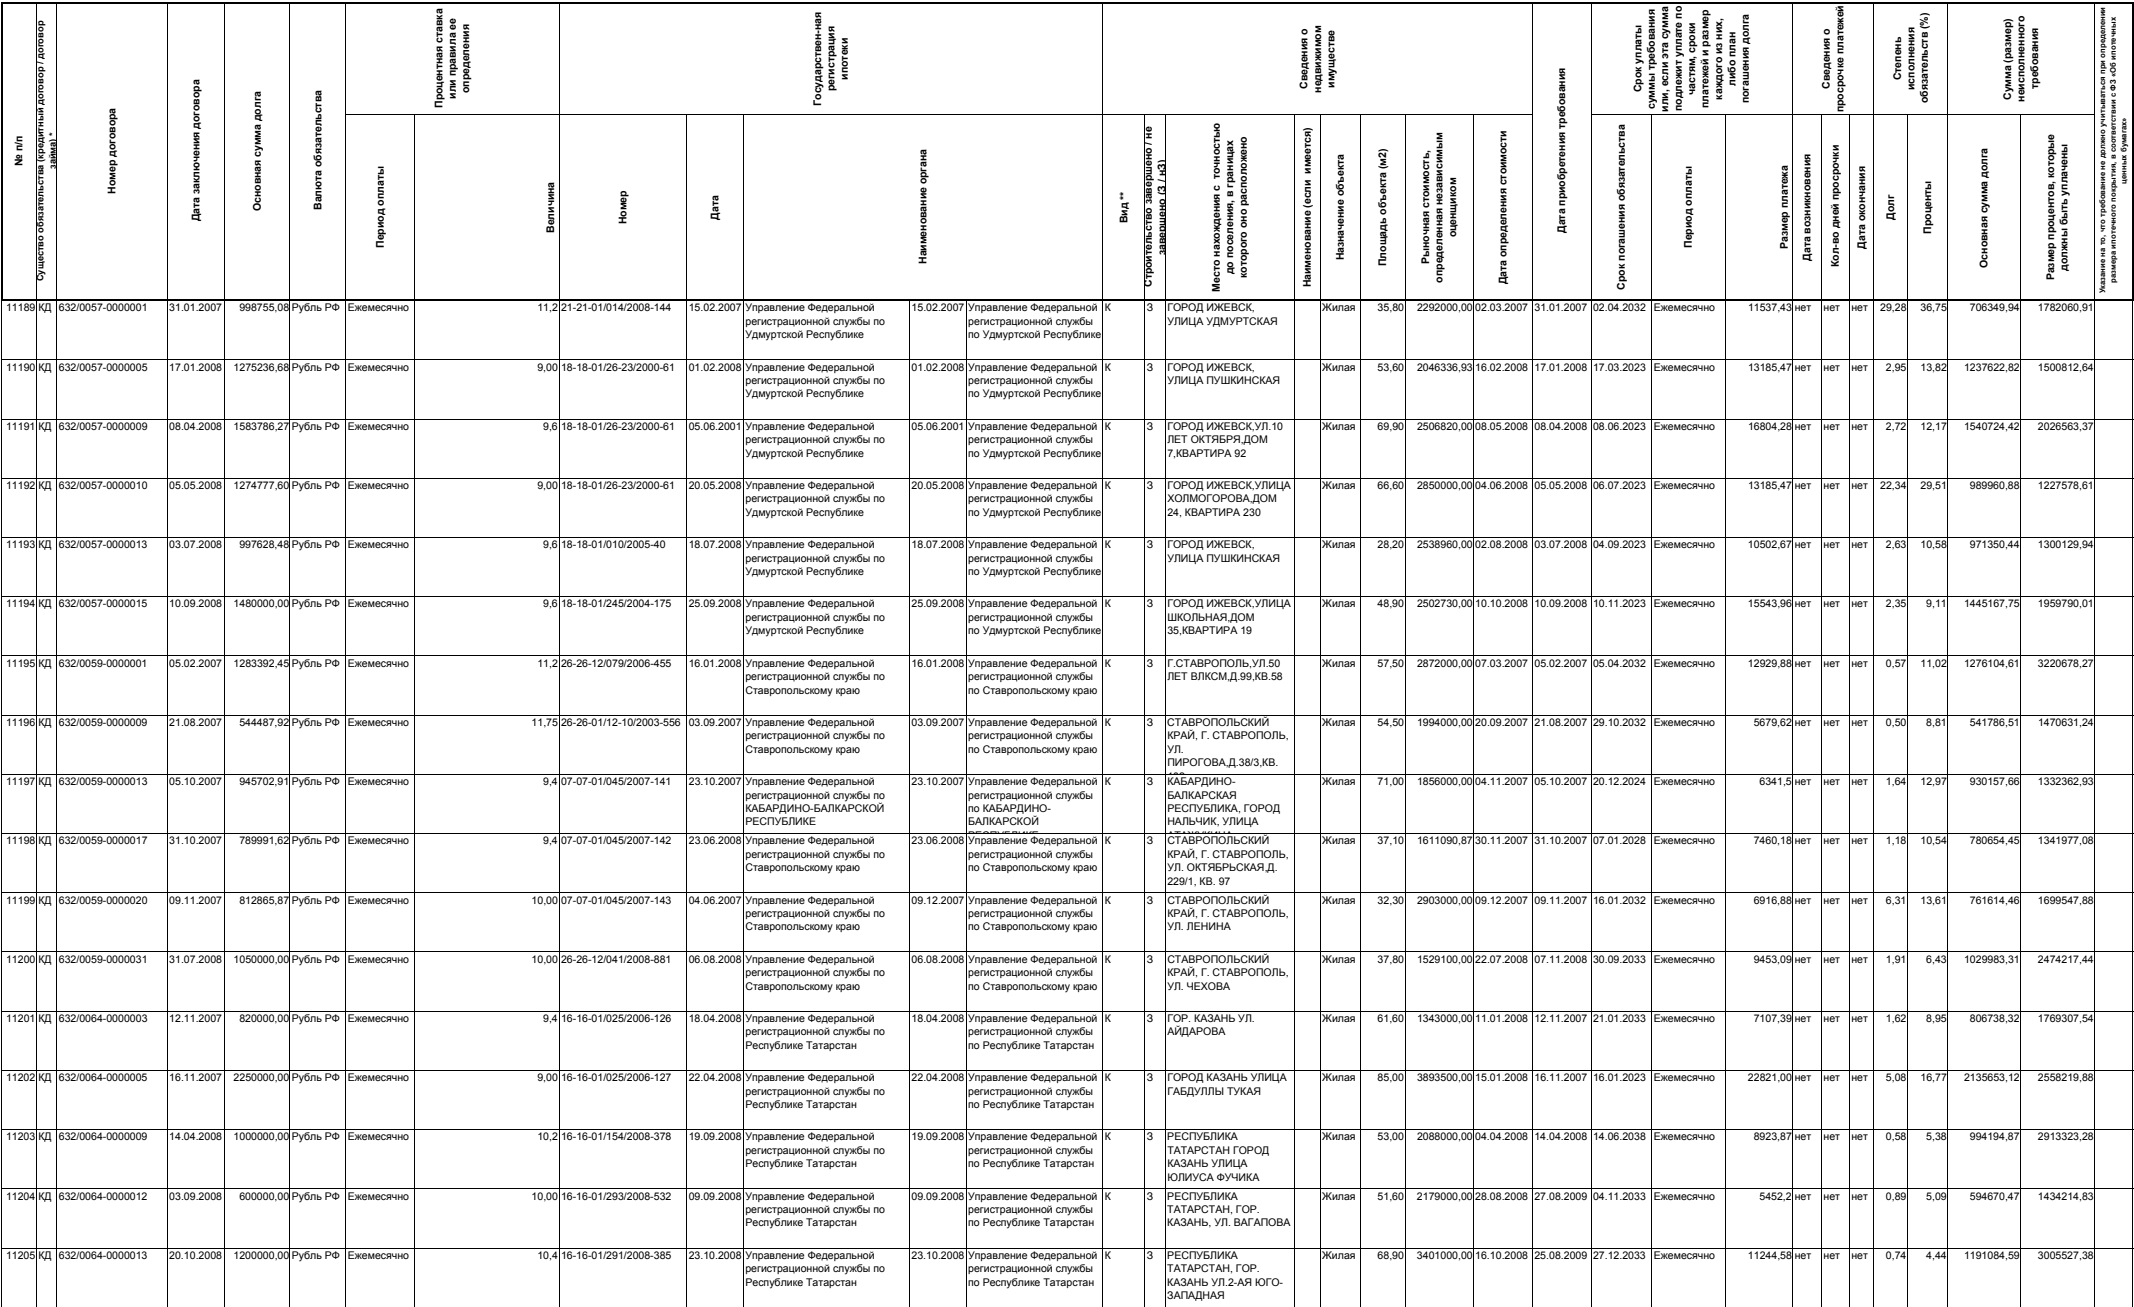 № п/п
Существо обязательства (кредитный договор / договор
займа) *
Номер договора
Дата заключения договора
Основная сумма долга
Валюта обязательства
Процентная ставка
или правила ее
определения
Период оплаты
Величина
Государствен-ная
регистрация
ипотеки
Номер
Дата
Наименование органа
Сведения о
недвижимом
имуществе
Вид **
Строительство завершено / не
завершено (З / нЗ)
Место нахождения с точностью
до поселения, в границах
которого оно расположено
Наименование (если имеется)
Назначение объекта
Площадь объекта (м2)
Рыночная стоимость,
определенная независимым
оценщиком
Дата определения стоимости
Дата приобретения требования
Срок уплаты
суммы требования
или, если эта сумма
подлежит уплате по
частям, сроки
платежей и размер
каждого из них,
либо план
погашения долга
Срок погашения обязательства
Период оплаты
Размер платежа
Сведения о
просрочке платежей
Дата возникновения
Кол-во дней просрочки
Дата окончания
Степень
исполнения
обязательств (%)
Долг
Проценты
Сумма (размер)
неисполненного
требования
Основная сумма долга
Размер процентов, которые
должны быть уплачены
Указание на то, что требование не должно учитываться при определении
размера ипотечного покрытия, в соответствии с ФЗ «Об ипотечных
ценных бумагах»
11189 КД 632/0057-0000001 31.01.2007 998755,08 Рубль РФ Ежемесячно 11,2 21-21-01/014/2008-144 15.02.2007 Управление Федеральной 15.02.2007 Управление Федеральной К З ГОРОД ИЖЕВСК, Жилая 35,80 2292000,00 02.03.2007 31.01.2007 02.04.2032 Ежемесячно 11537,43 нет нет нет 29,28 36,75 706349,94 1782060,91
регистрационной службы по регистрационной службы УЛИЦА УДМУРТСКАЯ
Удмуртской Республике по Удмуртской Республике
11190 КД 632/0057-0000005 17.01.2008 1275236,68 Рубль РФ Ежемесячно 9,00 18-18-01/26-23/2000-61 01.02.2008 Управление Федеральной 01.02.2008 Управление Федеральной К З ГОРОД ИЖЕВСК, Жилая 53,60 2046336,93 16.02.2008 17.01.2008 17.03.2023 Ежемесячно 13185,47 нет нет нет 2,95 13,82 1237622,82 1500812,64
регистрационной службы по регистрационной службы УЛИЦА ПУШКИНСКАЯ
Удмуртской Республике по Удмуртской Республике
11191 КД 632/0057-0000009 08.04.2008 1583786,27 Рубль РФ Ежемесячно 9,6 18-18-01/26-23/2000-61 05.06.2001 Управление Федеральной 05.06.2001 Управление Федеральной К З ГОРОД ИЖЕВСК,УЛ.10 Жилая 69,90 2506820,00 08.05.2008 08.04.2008 08.06.2023 Ежемесячно 16804,28 нет нет нет 2,72 12,17 1540724,42 2026563,37
регистрационной службы по регистрационной службы ЛЕТ ОКТЯБРЯ,ДОМ
Удмуртской Республике по Удмуртской Республике 7,КВАРТИРА 92
11192 КД 632/0057-0000010 05.05.2008 1274777,60 Рубль РФ Ежемесячно 9,00 18-18-01/26-23/2000-61 20.05.2008 Управление Федеральной 20.05.2008 Управление Федеральной К З ГОРОД ИЖЕВСК,УЛИЦА Жилая 66,60 2850000,00 04.06.2008 05.05.2008 06.07.2023 Ежемесячно 13185,47 нет нет нет 22,34 29,51 989960,88 1227578,61
регистрационной службы по регистрационной службы ХОЛМОГОРОВА,ДОМ
Удмуртской Республике по Удмуртской Республике 24, КВАРТИРА 230
11193 КД 632/0057-0000013 03.07.2008 997628,48 Рубль РФ Ежемесячно 9,6 18-18-01/010/2005-40 18.07.2008 Управление Федеральной 18.07.2008 Управление Федеральной К З ГОРОД ИЖЕВСК, Жилая 28,20 2538960,00 02.08.2008 03.07.2008 04.09.2023 Ежемесячно 10502,67 нет нет нет 2,63 10,58 971350,44 1300129,94
регистрационной службы по регистрационной службы УЛИЦА ПУШКИНСКАЯ
Удмуртской Республике по Удмуртской Республике
11194 КД 632/0057-0000015 10.09.2008 1480000,00 Рубль РФ Ежемесячно 9,6 18-18-01/245/2004-175 25.09.2008 Управление Федеральной 25.09.2008 Управление Федеральной К З ГОРОД ИЖЕВСК,УЛИЦА Жилая 48,90 2502730,00 10.10.2008 10.09.2008 10.11.2023 Ежемесячно 15543,96 нет нет нет 2,35 9,11 1445167,75 1959790,01
регистрационной службы по регистрационной службы ШКОЛЬНАЯ,ДОМ
Удмуртской Республике по Удмуртской Республике 35,КВАРТИРА 19
11195 КД 632/0059-0000001 05.02.2007 1283392,45 Рубль РФ Ежемесячно 11,2 26-26-12/079/2006-455 16.01.2008 Управление Федеральной 16.01.2008 Управление Федеральной К З Г.СТАВРОПОЛЬ,УЛ.50 Жилая 57,50 2872000,00 07.03.2007 05.02.2007 05.04.2032 Ежемесячно 12929,88 нет нет нет 0,57 11,02 1276104,61 3220678,27
регистрационной службы по регистрационной службы ЛЕТ ВЛКСМ,Д.99,КВ.58
Ставропольскому краю по Ставропольскому краю
11196 КД 632/0059-0000009 21.08.2007 544487,92 Рубль РФ Ежемесячно 11,75 26-26-01/12-10/2003-556 03.09.2007 Управление Федеральной 03.09.2007 Управление Федеральной К З СТАВРОПОЛЬСКИЙ Жилая 54,50 1994000,00 20.09.2007 21.08.2007 29.10.2032 Ежемесячно 5679,62 нет нет нет 0,50 8,81 541786,51 1470631,24
регистрационной службы по регистрационной службы КРАЙ, Г. СТАВРОПОЛЬ,
Ставропольскому краю по Ставропольскому краю УЛ.
ПИРОГОВА,Д.38/3,КВ.
11197 КД 632/0059-0000013 05.10.2007 945702,91 Рубль РФ Ежемесячно 9,4 07-07-01/045/2007-141 23.10.2007 Управление Федеральной 23.10.2007 Управление Федеральной К З КАБАРДИНО- Жилая 71,00 1856000,00 04.11.2007 05.10.2007 20.12.2024 Ежемесячно 6341,5 нет нет нет 1,64 12,97 930157,66 1332362,93
регистрационной службы по регистрационной службы БАЛКАРСКАЯ
КАБАРДИНО-БАЛКАРСКОЙ по КАБАРДИНО- РЕСПУБЛИКА, ГОРОД
РЕСПУБЛИКЕ БАЛКАРСКОЙ НАЛЬЧИК, УЛИЦА
11198 КД 632/0059-0000017 31.10.2007 789991,62 Рубль РФ Ежемесячно 9,4 07-07-01/045/2007-142 23.06.2008 Управление Федеральной 23.06.2008 Управление Федеральной К З СТАВРОПОЛЬСКИЙ Жилая 37,10 1611090,87 30.11.2007 31.10.2007 07.01.2028 Ежемесячно 7460,18 нет нет нет 1,18 10,54 780654,45 1341977,08
регистрационной службы по регистрационной службы КРАЙ, Г. СТАВРОПОЛЬ,
Ставропольскому краю по Ставропольскому краю УЛ. ОКТЯБРЬСКАЯ,Д.
229/1, КВ. 97
11199 КД 632/0059-0000020 09.11.2007 812865,87 Рубль РФ Ежемесячно 10,00 07-07-01/045/2007-143 04.06.2007 Управление Федеральной 09.12.2007 Управление Федеральной К З СТАВРОПОЛЬСКИЙ Жилая 32,30 2903000,00 09.12.2007 09.11.2007 16.01.2032 Ежемесячно 6916,88 нет нет нет 6,31 13,61 761614,46 1699547,88
регистрационной службы по регистрационной службы КРАЙ, Г. СТАВРОПОЛЬ,
Ставропольскому краю по Ставропольскому краю УЛ. ЛЕНИНА
11200 КД 632/0059-0000031 31.07.2008 1050000,00 Рубль РФ Ежемесячно 10,00 26-26-12/041/2008-881 06.08.2008 Управление Федеральной 06.08.2008 Управление Федеральной К З СТАВРОПОЛЬСКИЙ Жилая 37,80 1529100,00 22.07.2008 07.11.2008 30.09.2033 Ежемесячно 9453,09 нет нет нет 1,91 6,43 1029983,31 2474217,44
регистрационной службы по регистрационной службы КРАЙ, Г. СТАВРОПОЛЬ,
Ставропольскому краю по Ставропольскому краю УЛ. ЧЕХОВА
11201 КД 632/0064-0000003 12.11.2007 820000,00 Рубль РФ Ежемесячно 9,4 16-16-01/025/2006-126 18.04.2008 Управление Федеральной 18.04.2008 Управление Федеральной К З ГОР. КАЗАНЬ УЛ. Жилая 61,60 1343000,00 11.01.2008 12.11.2007 21.01.2033 Ежемесячно 7107,39 нет нет нет 1,62 8,95 806738,32 1769307,54
регистрационной службы по регистрационной службы АЙДАРОВА
Республике Татарстан по Республике Татарстан
11202 КД 632/0064-0000005 16.11.2007 2250000,00 Рубль РФ Ежемесячно 9,00 16-16-01/025/2006-127 22.04.2008 Управление Федеральной 22.04.2008 Управление Федеральной К З ГОРОД КАЗАНЬ УЛИЦА Жилая 85,00 3893500,00 15.01.2008 16.11.2007 16.01.2023 Ежемесячно 22821,00 нет нет нет 5,08 16,77 2135653,12 2558219,88
регистрационной службы по регистрационной службы ГАБДУЛЛЫ ТУКАЯ
Республике Татарстан по Республике Татарстан
11203 КД 632/0064-0000009 14.04.2008 1000000,00 Рубль РФ Ежемесячно 10,2 16-16-01/154/2008-378 19.09.2008 Управление Федеральной 19.09.2008 Управление Федеральной К З РЕСПУБЛИКА Жилая 53,00 2088000,00 04.04.2008 14.04.2008 14.06.2038 Ежемесячно 8923,87 нет нет нет 0,58 5,38 994194,87 2913323,28
регистрационной службы по регистрационной службы ТАТАРСТАН ГОРОД
Республике Татарстан по Республике Татарстан КАЗАНЬ УЛИЦА
ЮЛИУСА ФУЧИКА
11204 КД 632/0064-0000012 03.09.2008 600000,00 Рубль РФ Ежемесячно 10,00 16-16-01/293/2008-532 09.09.2008 Управление Федеральной 09.09.2008 Управление Федеральной К З РЕСПУБЛИКА Жилая 51,60 2179000,00 28.08.2008 27.08.2009 04.11.2033 Ежемесячно 5452,2 нет нет нет 0,89 5,09 594670,47 1434214,83
регистрационной службы по регистрационной службы ТАТАРСТАН, ГОР.
Республике Татарстан по Республике Татарстан КАЗАНЬ, УЛ. ВАГАПОВА
11205 КД 632/0064-0000013 20.10.2008 1200000,00 Рубль РФ Ежемесячно 10,4 16-16-01/291/2008-385 23.10.2008 Управление Федеральной 23.10.2008 Управление Федеральной К З РЕСПУБЛИКА Жилая 68,90 3401000,00 16.10.2008 25.08.2009 27.12.2033 Ежемесячно 11244,58 нет нет нет 0,74 4,44 1191084,59 3005527,38
регистрационной службы по регистрационной службы ТАТАРСТАН, ГОР.
Республике Татарстан по Республике Татарстан КАЗАНЬ УЛ.2-АЯ ЮГО-
ЗАПАДНАЯ